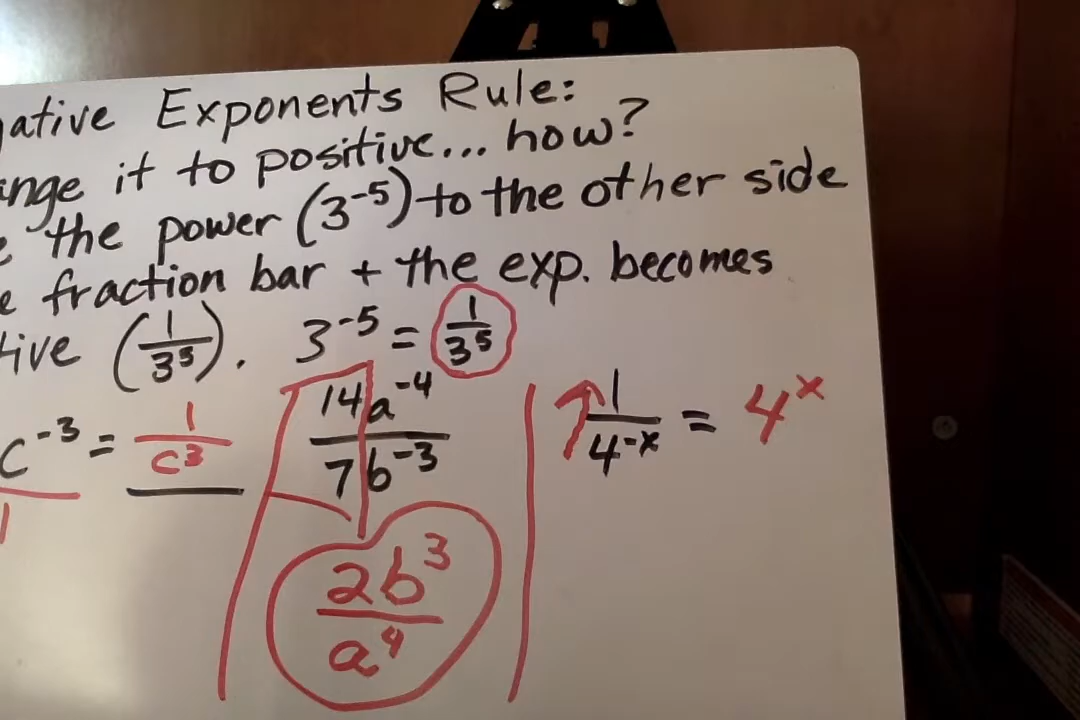 ative Exponents Rule:
ange it to positive... how?
e the power (3⁻⁵) to the other side
e fraction bar + the exp. becomes
tive (1/3⁵). 3⁻⁵ = 1/3⁵
c⁻³ = 1/c³
1
14a⁻⁴/7b⁻³
2b³/a⁴
1/4⁻ˣ = 4ˣ